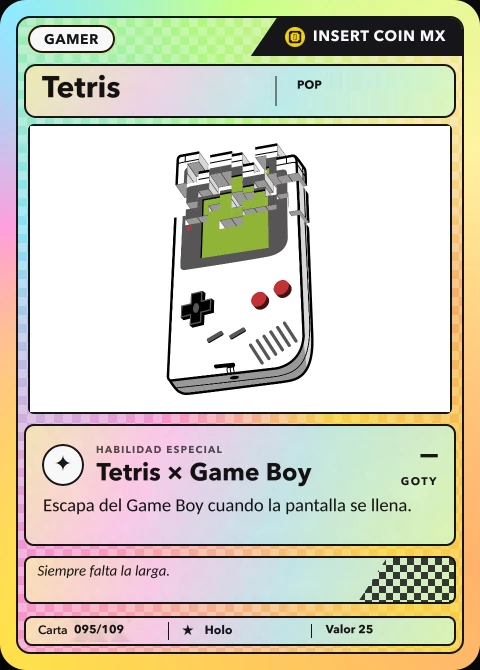 GAMER
INSERT COIN MX
Tetris
POP
HABILIDAD ESPECIAL
Tetris × Game Boy
—
GOTY
Escapa del Game Boy cuando la pantalla se llena.
Siempre falta la larga.
Carta 095/109 ★ Holo Valor 25